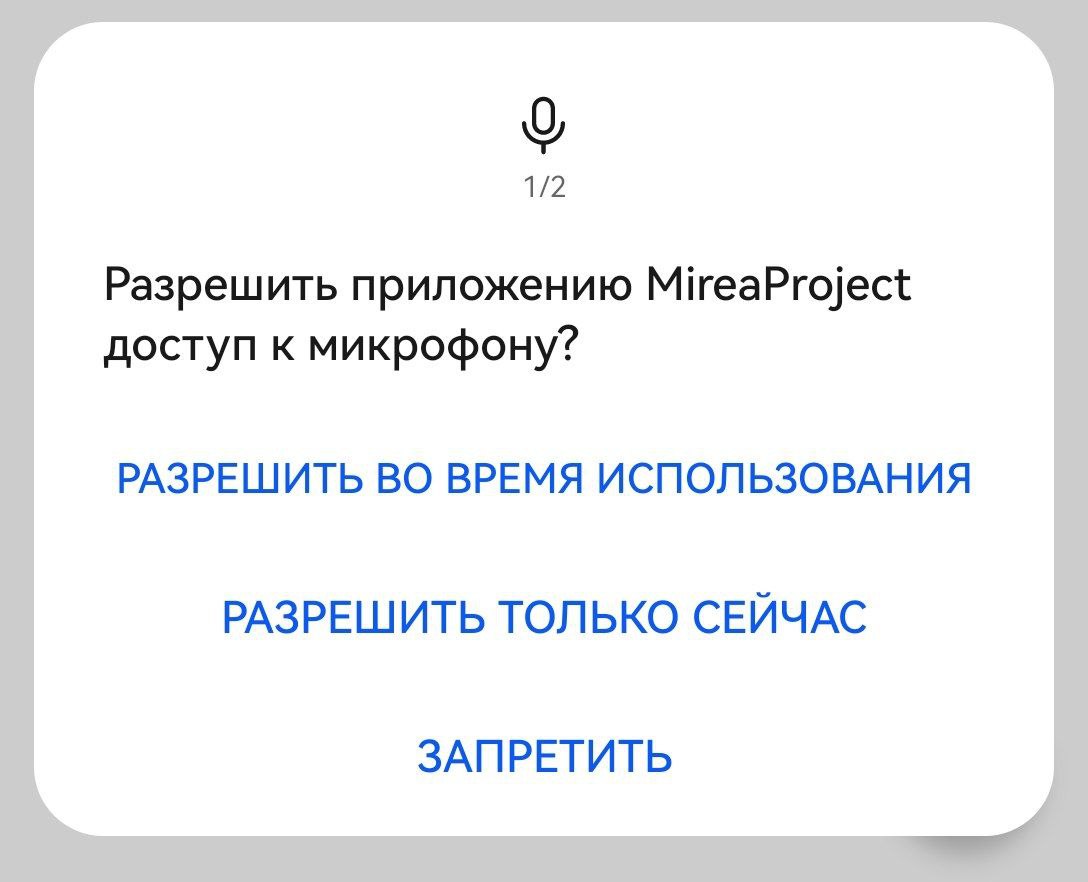 1/2
Разрешить приложению MireaProject
доступ к микрофону?
РАЗРЕШИТЬ ВО ВРЕМЯ ИСПОЛЬЗОВАНИЯ
РАЗРЕШИТЬ ТОЛЬКО СЕЙЧАС
ЗАПРЕТИТЬ